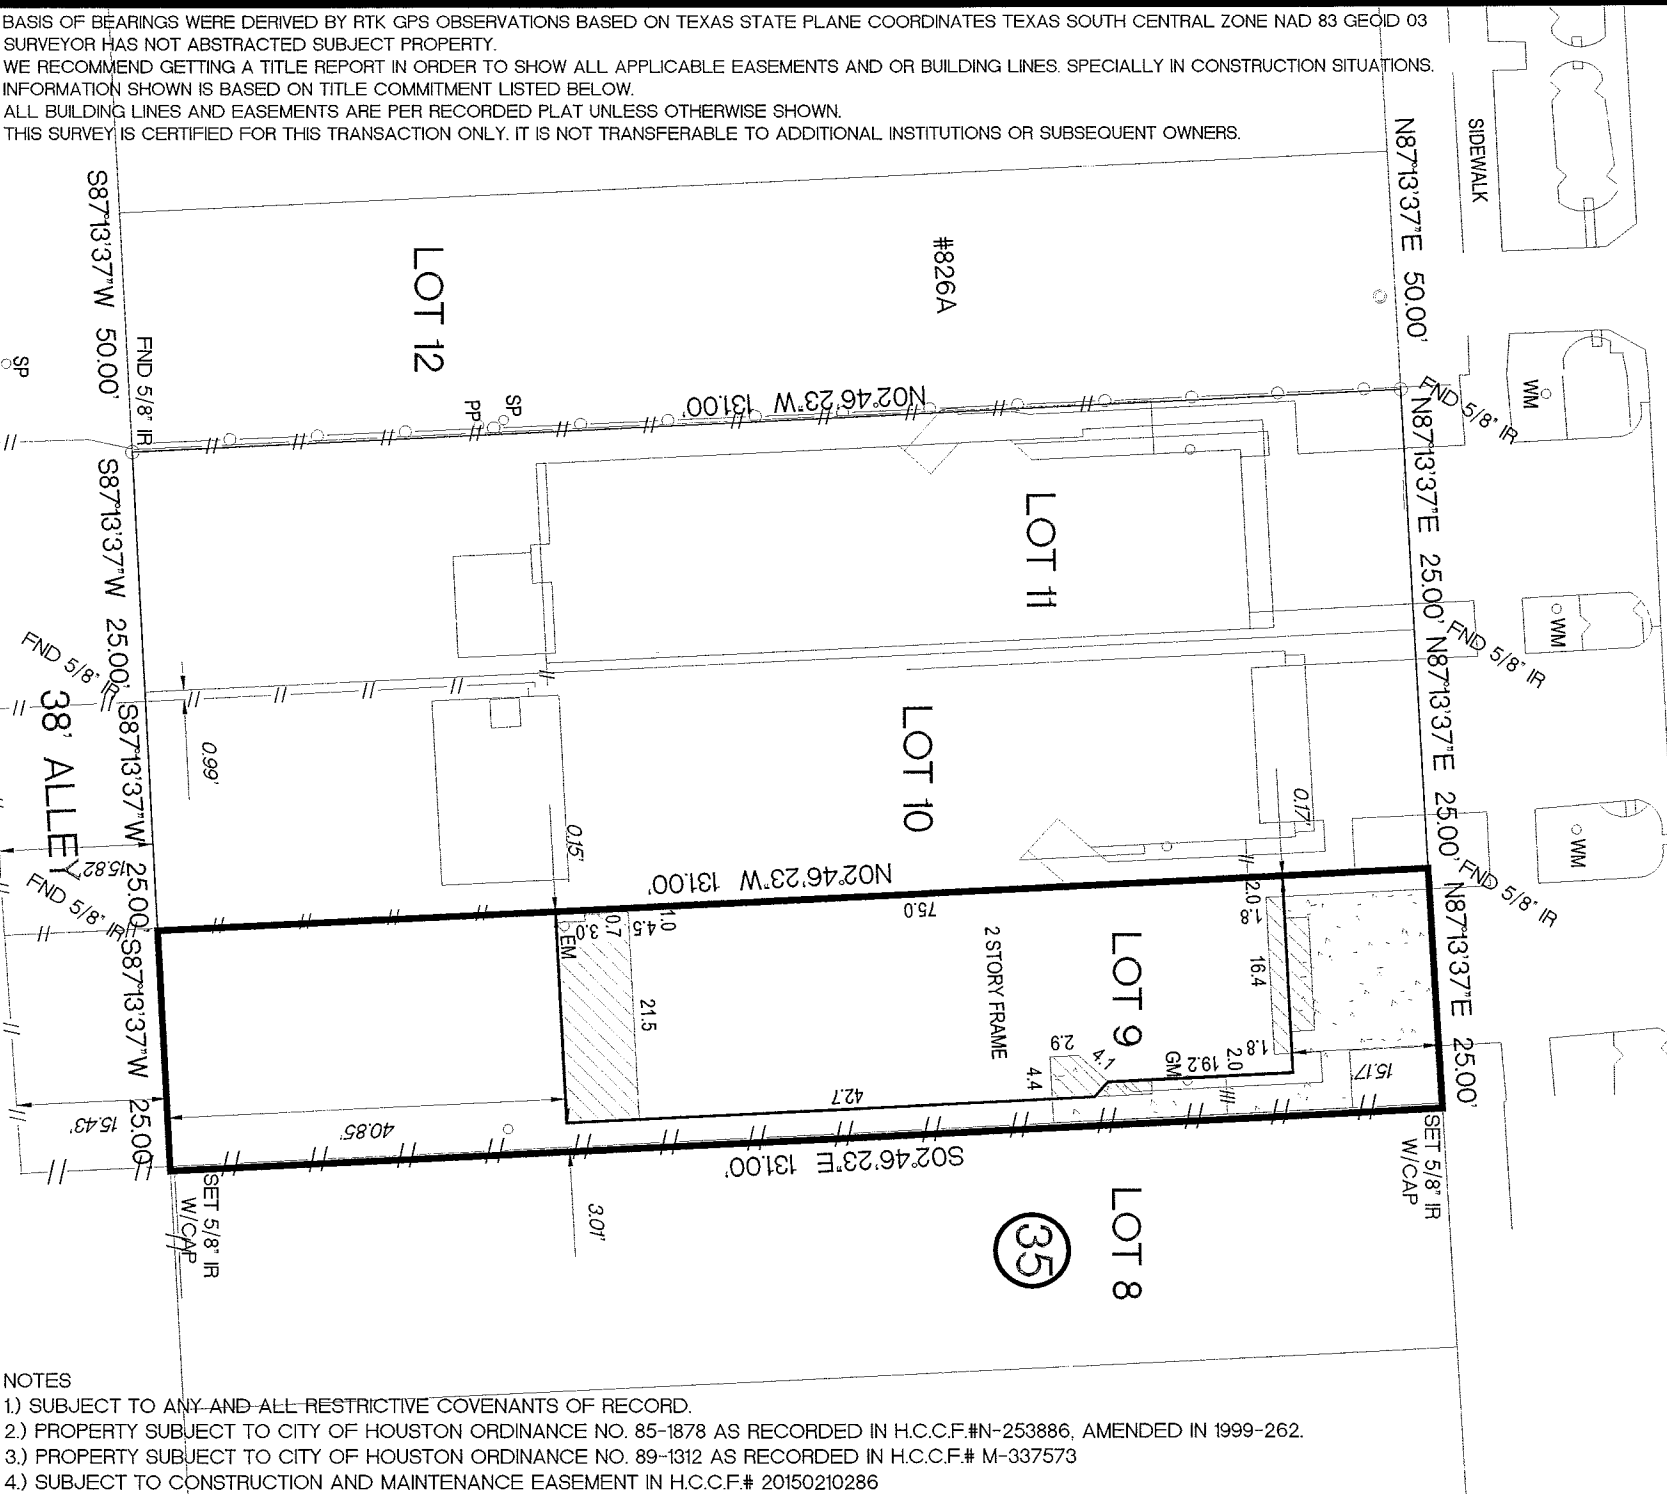 BASIS OF BEARINGS WERE DERIVED BY RTK GPS OBSERVATIONS BASED ON TEXAS STATE PLANE COORDINATES TEXAS SOUTH CENTRAL ZONE NAD 83 GEOID 03
SURVEYOR HAS NOT ABSTRACTED SUBJECT PROPERTY.
WE RECOMMEND GETTING A TITLE REPORT IN ORDER TO SHOW ALL APPLICABLE EASEMENTS AND OR BUILDING LINES. SPECIALLY IN CONSTRUCTION SITUATIONS.
INFORMATION SHOWN IS BASED ON TITLE COMMITMENT LISTED BELOW.
ALL BUILDING LINES AND EASEMENTS ARE PER RECORDED PLAT UNLESS OTHERWISE SHOWN.
THIS SURVEY IS CERTIFIED FOR THIS TRANSACTION ONLY. IT IS NOT TRANSFERABLE TO ADDITIONAL INSTITUTIONS OR SUBSEQUENT OWNERS.
SIDEWALK
N87°13'37"E 50.00'
S87°13'37"W 50.00'
#826A
LOT 12
FND 5/8" IR
SP
SP
PP
N02°46'23"W 131.00'
FND 5/8" IR
WM
N87°13'37"E 25.00'
S87°13'37"W 25.00'
LOT 11
FND 5/8" IR
WM
FND 5/8" IR
N87°13'37"E 25.00'
S87°13'37"W 25.00'
38' ALLEY
0.99'
LOT 10
0.15'
0.17'
WM
15.82'
FND 5/8" IR
FND 5/8" IR
N02°46'23"W 131.00'
75.0
N87°13'37"E 25.00'
S87°13'37"W 25.00'
EM
3.0
0.7
4.5
1.0
21.5
2 STORY FRAME
LOT 9
2.0
1.8
16.4
1.8
2.0
19.2
GM
4.1
2.9
4.4
42.7
15.17'
15.43'
40.85'
S02°46'23"E 131.00'
SET 5/8" IR
W/CAP
SET 5/8" IR
W/CAP
3.01'
35
LOT 8
NOTES
1.) SUBJECT TO ANY AND ALL RESTRICTIVE COVENANTS OF RECORD.
2.) PROPERTY SUBJECT TO CITY OF HOUSTON ORDINANCE NO. 85-1878 AS RECORDED IN H.C.C.F.#N-253886, AMENDED IN 1999-262.
3.) PROPERTY SUBJECT TO CITY OF HOUSTON ORDINANCE NO. 89-1312 AS RECORDED IN H.C.C.F.# M-337573
4.) SUBJECT TO CONSTRUCTION AND MAINTENANCE EASEMENT IN H.C.C.F.# 20150210286